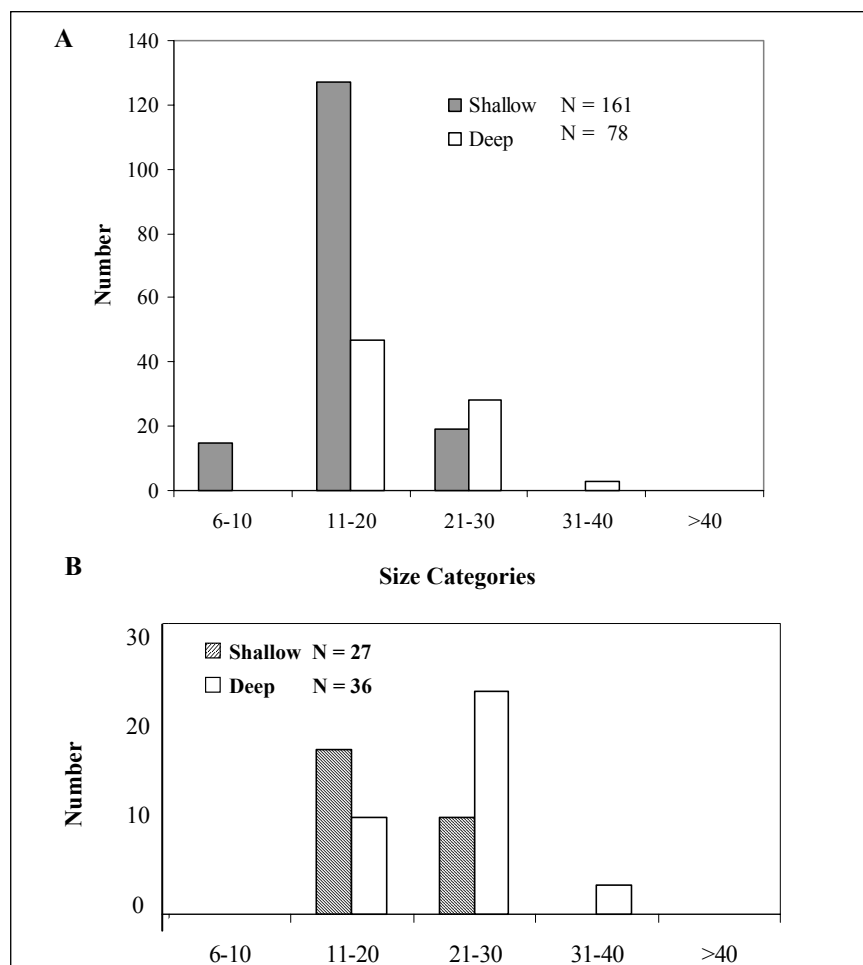 A
140
120
100
80
60
40
20
0
Number
Shallow N = 161
Deep N = 78
6-10 11-20 21-30 31-40 >40
Size Categories
B
30
20
10
0
Number
Shallow N = 27
Deep N = 36
6-10 11-20 21-30 31-40 >40